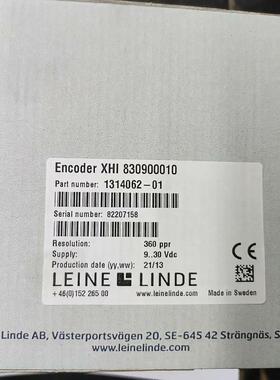 Encoder XHI 830900010
Part number: 1314062-01
Serial number: 82207158
Resolution: 360 ppr
Supply: 9..30 Vdc
Production date (yy,ww): 21/13
CE
LEINE LINDE
+46(0)152 265 00 www.leinelinde.com Made in Sweden
Linde AB, Västerportsvägen 20, SE-645 42 Strängnäs, S
www.leinelinde.com